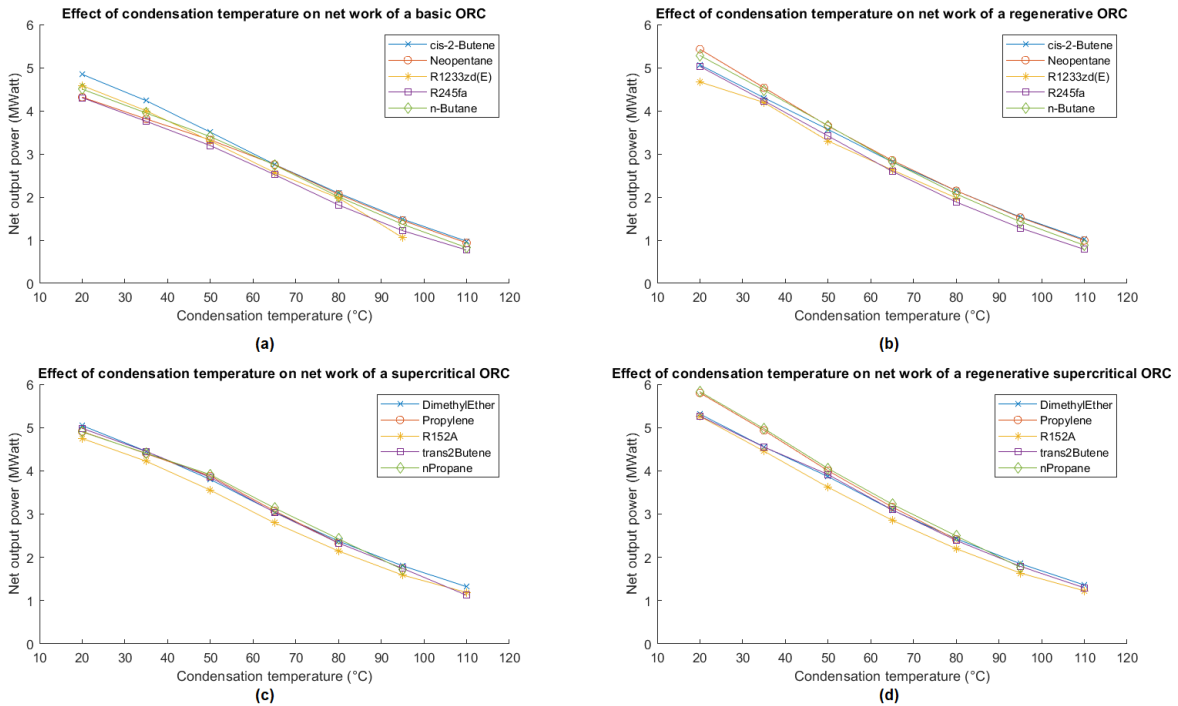 Effect of condensation temperature on net work of a basic ORC
6
5
4
3
2
1
0
Net output power (MWatt)
cis-2-Butene
Neopentane
R1233zd(E)
R245fa
n-Butane
10 20 30 40 50 60 70 80 90 100 110 120
Condensation temperature (°C)
(a)
Effect of condensation temperature on net work of a regenerative ORC
6
5
4
3
2
1
0
Net output power (MWatt)
cis-2-Butene
Neopentane
R1233zd(E)
R245fa
n-Butane
10 20 30 40 50 60 70 80 90 100 110 120
Condensation temperature (°C)
(b)
Effect of condensation temperature on net work of a supercritical ORC
6
5
4
3
2
1
0
Net output power (MWatt)
DimethylEther
Propylene
R152A
trans2Butene
nPropane
10 20 30 40 50 60 70 80 90 100 110 120
Condensation temperature (°C)
(c)
Effect of condensation temperature on net work of a regenerative supercritical ORC
6
5
4
3
2
1
0
Net output power (MWatt)
DimethylEther
Propylene
R152A
trans2Butene
nPropane
10 20 30 40 50 60 70 80 90 100 110 120
Condensation temperature (°C)
(d)